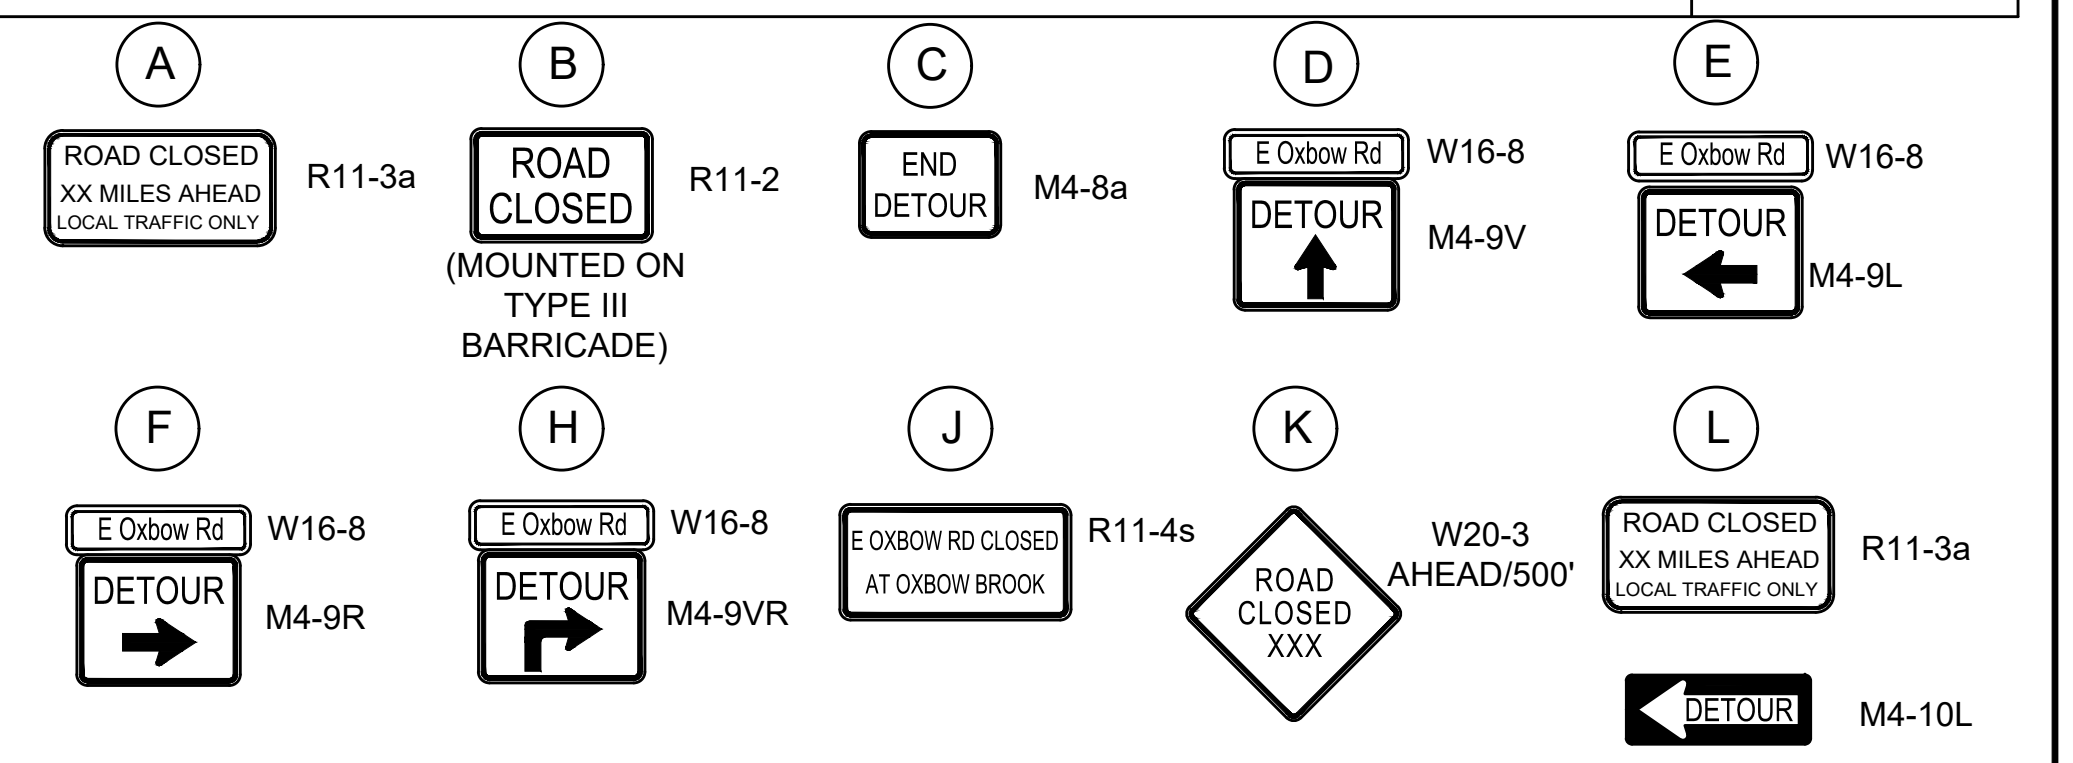 A
ROAD CLOSED
XX MILES AHEAD
LOCAL TRAFFIC ONLY
R11-3a
B
ROAD
CLOSED
R11-2
(MOUNTED ON
TYPE III
BARRICADE)
C
END
DETOUR
M4-8a
D
E Oxbow Rd
W16-8
DETOUR
M4-9V
E
E Oxbow Rd
W16-8
DETOUR
M4-9L
F
E Oxbow Rd
W16-8
DETOUR
M4-9R
H
E Oxbow Rd
W16-8
DETOUR
M4-9VR
J
E OXBOW RD CLOSED
AT OXBOW BROOK
R11-4s
K
ROAD
CLOSED
XXX
W20-3
AHEAD/500'
L
ROAD CLOSED
XX MILES AHEAD
LOCAL TRAFFIC ONLY
R11-3a
DETOUR
M4-10L